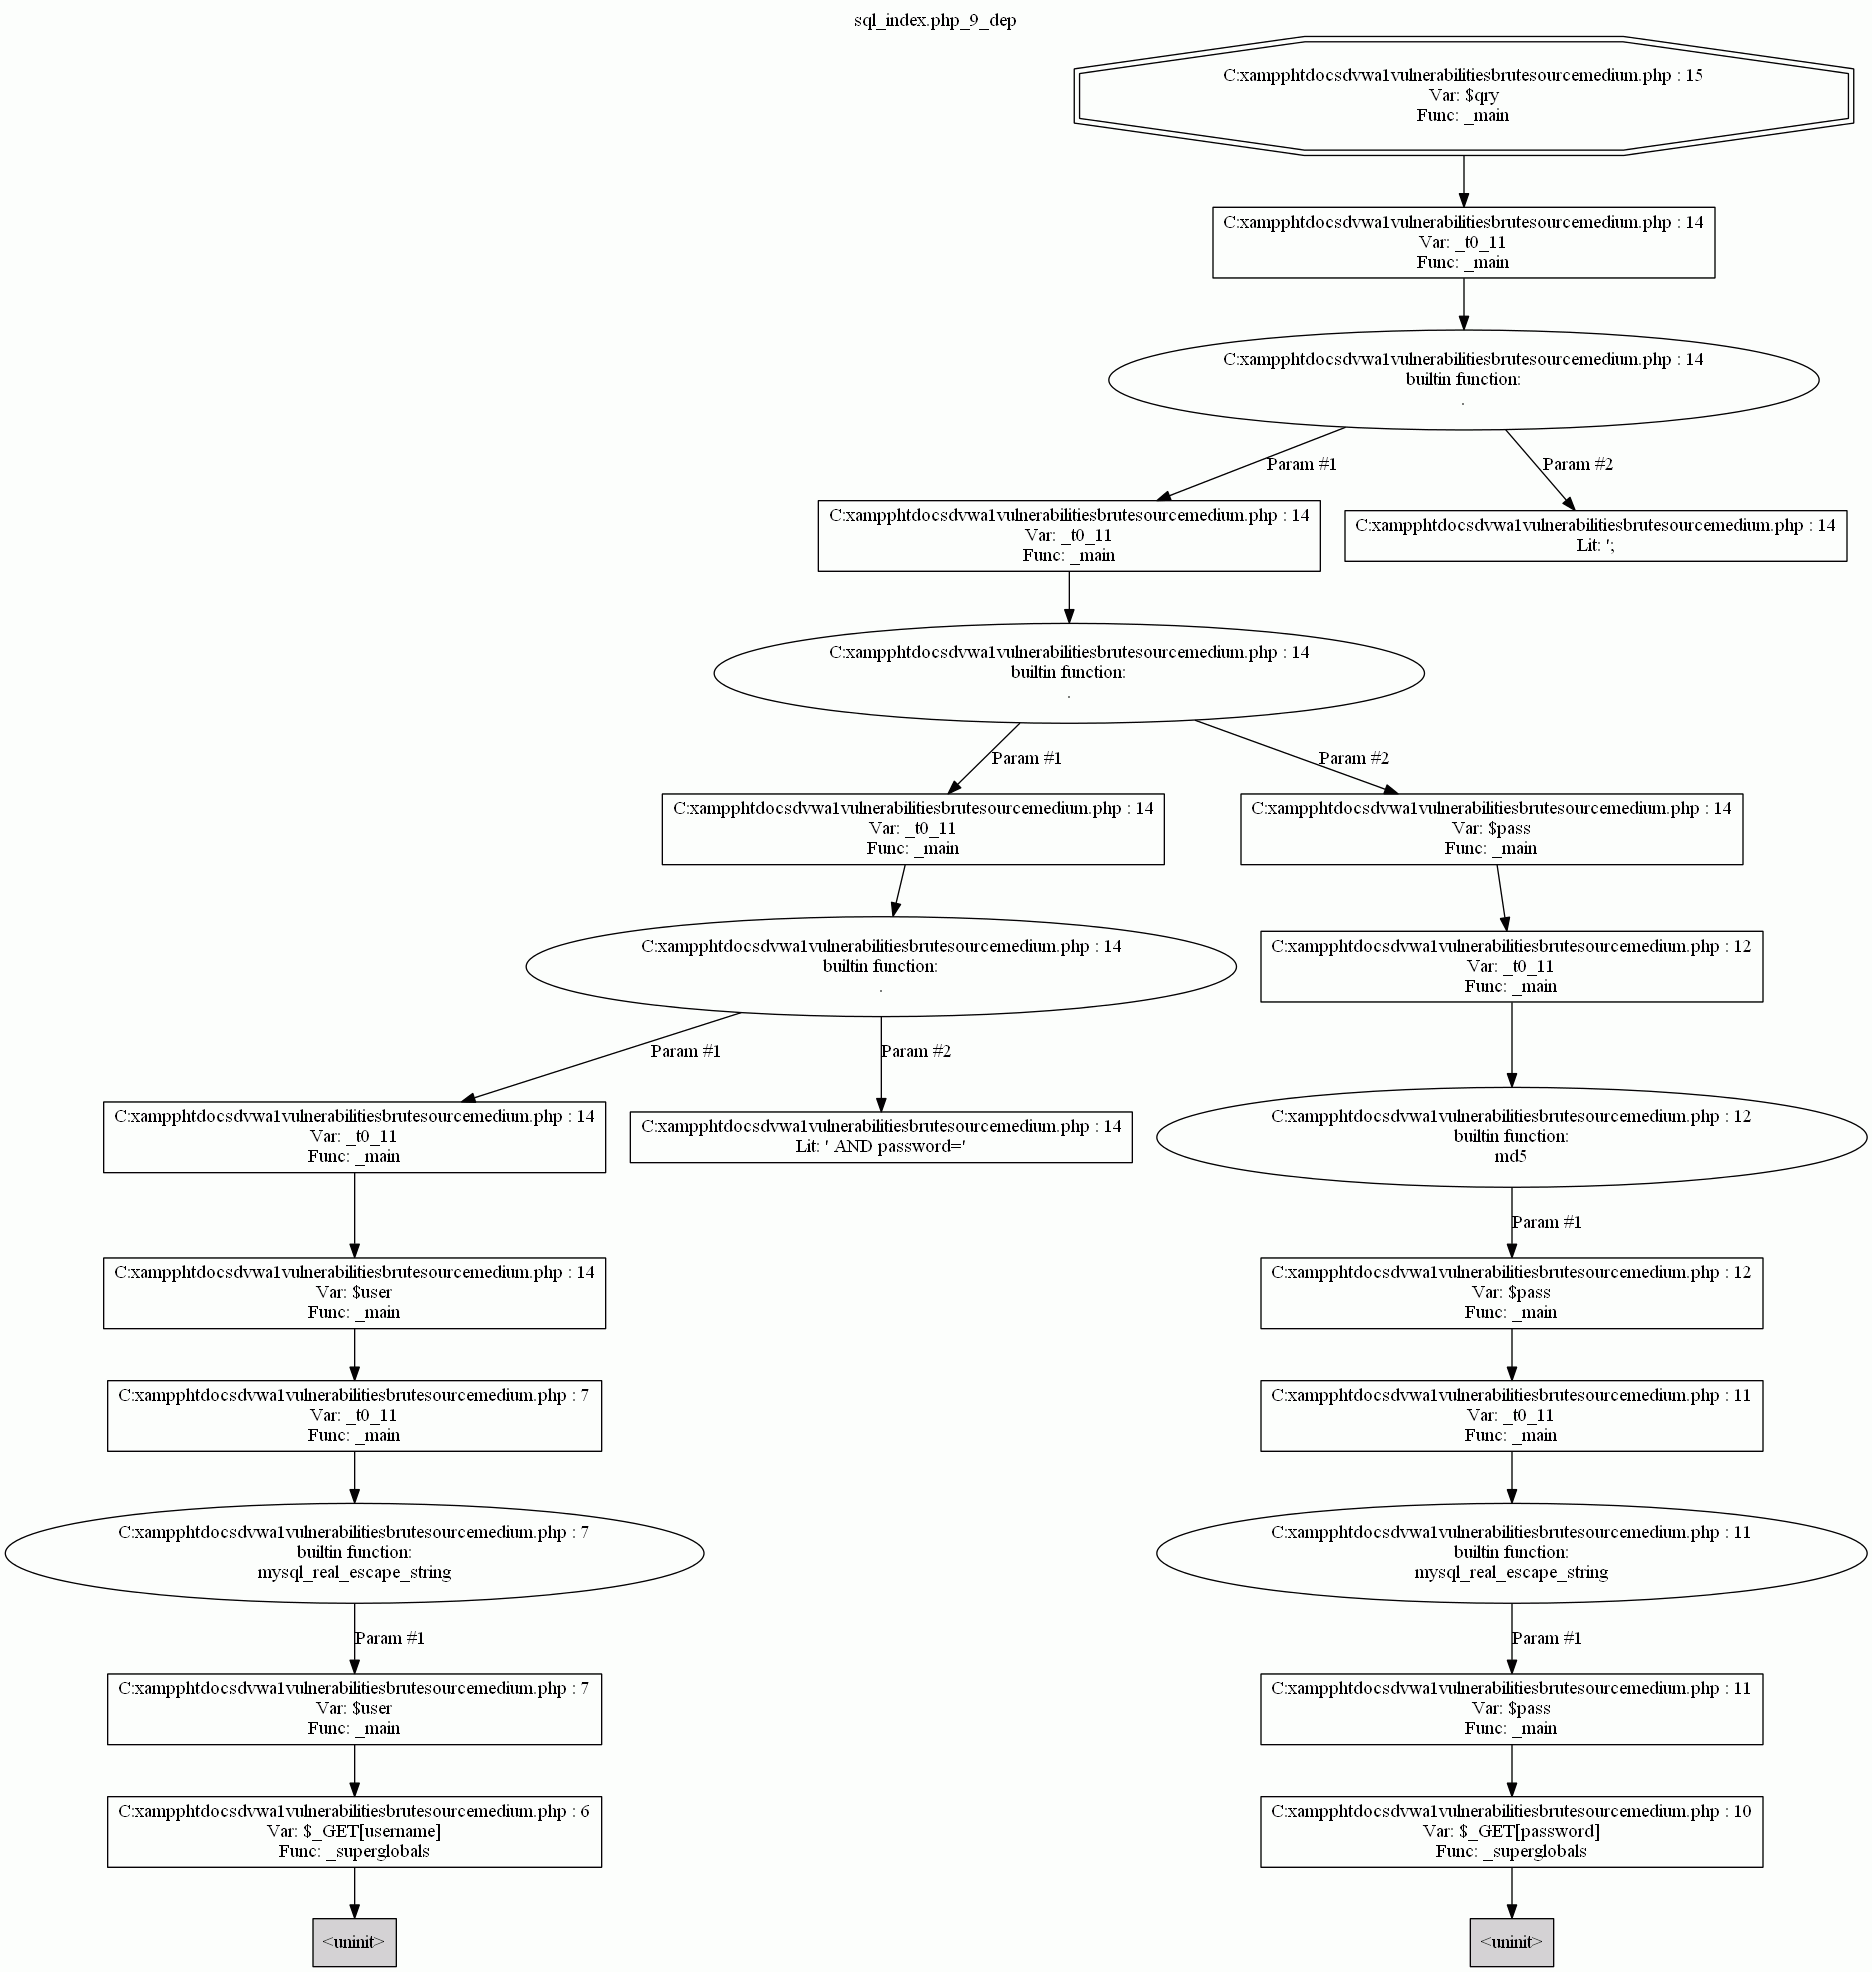 sql_index.php_9_dep
C:xampphtdocsdvwa1vulnerabilitiesbrutesourcemedium.php : 15
Var: $qry
Func: _main
C:xampphtdocsdvwa1vulnerabilitiesbrutesourcemedium.php : 14
Var: _t0_11
Func: _main
C:xampphtdocsdvwa1vulnerabilitiesbrutesourcemedium.php : 14
builtin function:
.
Param #1
Param #2
C:xampphtdocsdvwa1vulnerabilitiesbrutesourcemedium.php : 14
Var: _t0_11
Func: _main
C:xampphtdocsdvwa1vulnerabilitiesbrutesourcemedium.php : 14
Lit: ';
C:xampphtdocsdvwa1vulnerabilitiesbrutesourcemedium.php : 14
builtin function:
.
Param #1
Param #2
C:xampphtdocsdvwa1vulnerabilitiesbrutesourcemedium.php : 14
Var: _t0_11
Func: _main
C:xampphtdocsdvwa1vulnerabilitiesbrutesourcemedium.php : 14
Var: $pass
Func: _main
C:xampphtdocsdvwa1vulnerabilitiesbrutesourcemedium.php : 14
builtin function:
.
C:xampphtdocsdvwa1vulnerabilitiesbrutesourcemedium.php : 12
Var: _t0_11
Func: _main
Param #1
Param #2
C:xampphtdocsdvwa1vulnerabilitiesbrutesourcemedium.php : 14
Var: _t0_11
Func: _main
C:xampphtdocsdvwa1vulnerabilitiesbrutesourcemedium.php : 14
Lit: ' AND password='
C:xampphtdocsdvwa1vulnerabilitiesbrutesourcemedium.php : 12
builtin function:
md5
Param #1
C:xampphtdocsdvwa1vulnerabilitiesbrutesourcemedium.php : 14
Var: $user
Func: _main
C:xampphtdocsdvwa1vulnerabilitiesbrutesourcemedium.php : 12
Var: $pass
Func: _main
C:xampphtdocsdvwa1vulnerabilitiesbrutesourcemedium.php : 7
Var: _t0_11
Func: _main
C:xampphtdocsdvwa1vulnerabilitiesbrutesourcemedium.php : 11
Var: _t0_11
Func: _main
C:xampphtdocsdvwa1vulnerabilitiesbrutesourcemedium.php : 7
builtin function:
mysql_real_escape_string
C:xampphtdocsdvwa1vulnerabilitiesbrutesourcemedium.php : 11
builtin function:
mysql_real_escape_string
Param #1
Param #1
C:xampphtdocsdvwa1vulnerabilitiesbrutesourcemedium.php : 7
Var: $user
Func: _main
C:xampphtdocsdvwa1vulnerabilitiesbrutesourcemedium.php : 11
Var: $pass
Func: _main
C:xampphtdocsdvwa1vulnerabilitiesbrutesourcemedium.php : 6
Var: $_GET[username]
Func: _superglobals
C:xampphtdocsdvwa1vulnerabilitiesbrutesourcemedium.php : 10
Var: $_GET[password]
Func: _superglobals
<uninit>
<uninit>